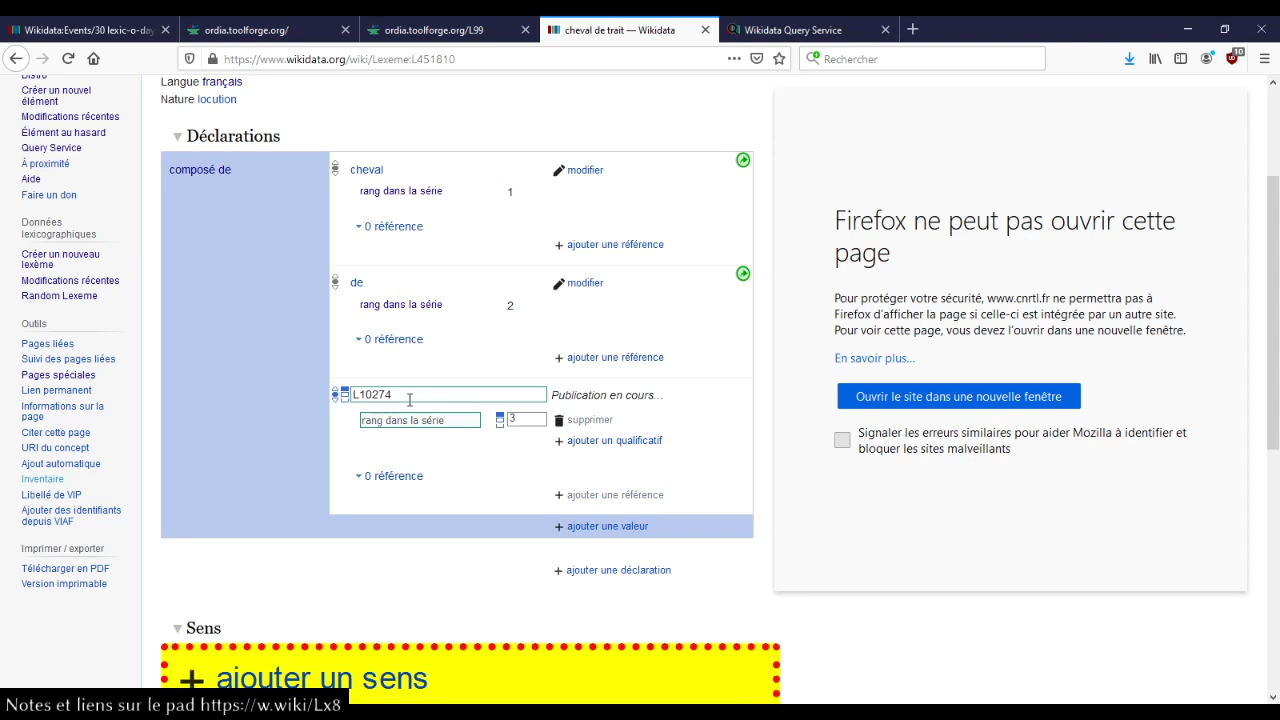 Wikidata:Events/30 lexic-o-day
ordia.toolforge.org/
ordia.toolforge.org/L99
cheval de trait — Wikidata
Wikidata Query Service
https://www.wikidata.org/wiki/Lexeme:L451810
Rechercher
10
Bistro
Créer un nouvel
élément
Modifications récentes
Élément au hasard
Query Service
À proximité
Aide
Faire un don
Données
lexicographiques
Créer un nouveau
lexème
Modifications récentes
Random Lexeme
Outils
Pages liées
Suivi des pages liées
Pages spéciales
Lien permanent
Informations sur la
page
Citer cette page
URI du concept
Ajout automatique
Inventaire
Libellé de VIP
Ajouter des identifiants
depuis VIAF
Imprimer / exporter
Télécharger en PDF
Version imprimable
Langue français
Nature locution
Déclarations
composé de
cheval
modifier
rang dans la série 1
0 référence
+ ajouter une référence
de
modifier
rang dans la série 2
0 référence
+ ajouter une référence
L10274
Publication en cours...
rang dans la série 3
supprimer
+ ajouter un qualificatif
0 référence
+ ajouter une référence
+ ajouter une valeur
+ ajouter une déclaration
Sens
+ ajouter un sens
Firefox ne peut pas ouvrir cette
page
Pour protéger votre sécurité, www.cnrtl.fr ne permettra pas à
Firefox d'afficher la page si celle-ci est intégrée par un autre site.
Pour voir cette page, vous devez l'ouvrir dans une nouvelle fenêtre.
En savoir plus...
Ouvrir le site dans une nouvelle fenêtre
Signaler les erreurs similaires pour aider Mozilla à identifier et
bloquer les sites malveillants
Notes et liens sur le pad https://w.wiki/Lx8